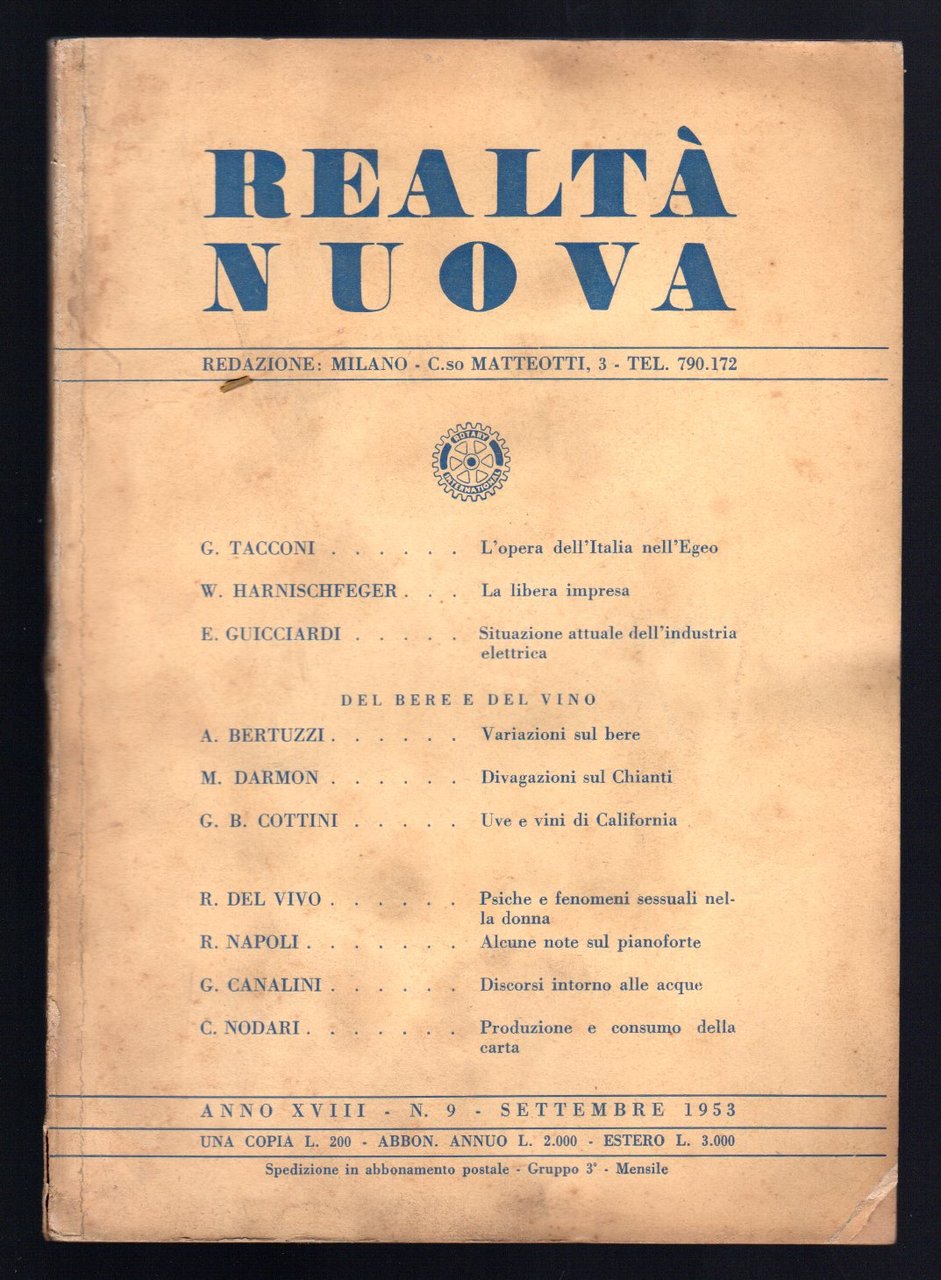 REALTÀ
NUOVA
REDAZIONE: MILANO - C.so MATTEOTTI, 3 - TEL. 790.172
ROTARY
INTERNATIONAL
G. TACCONI . . . . . . L'opera dell'Italia nell'Egeo
W. HARNISCHFEGER . . . La libera impresa
E. GUICCIARDI . . . . . Situazione attuale dell'industria
elettrica
DEL BERE E DEL VINO
A. BERTUZZI . . . . . . Variazioni sul bere
M. DARMON . . . . . . Divagazioni sul Chianti
G. B. COTTINI . . . . . Uve e vini di California
R. DEL VIVO . . . . . . Psiche e fenomeni sessuali nel-
la donna
R. NAPOLI . . . . . . . Alcune note sul pianoforte
G. CANALINI . . . . . . Discorsi intorno alle acque
C. NODARI . . . . . . . Produzione e consumo della
carta
ANNO XVIII - N. 9 - SETTEMBRE 1953
UNA COPIA L. 200 - ABBON. ANNUO L. 2.000 - ESTERO L. 3.000
Spedizione in abbonamento postale - Gruppo 3° - Mensile